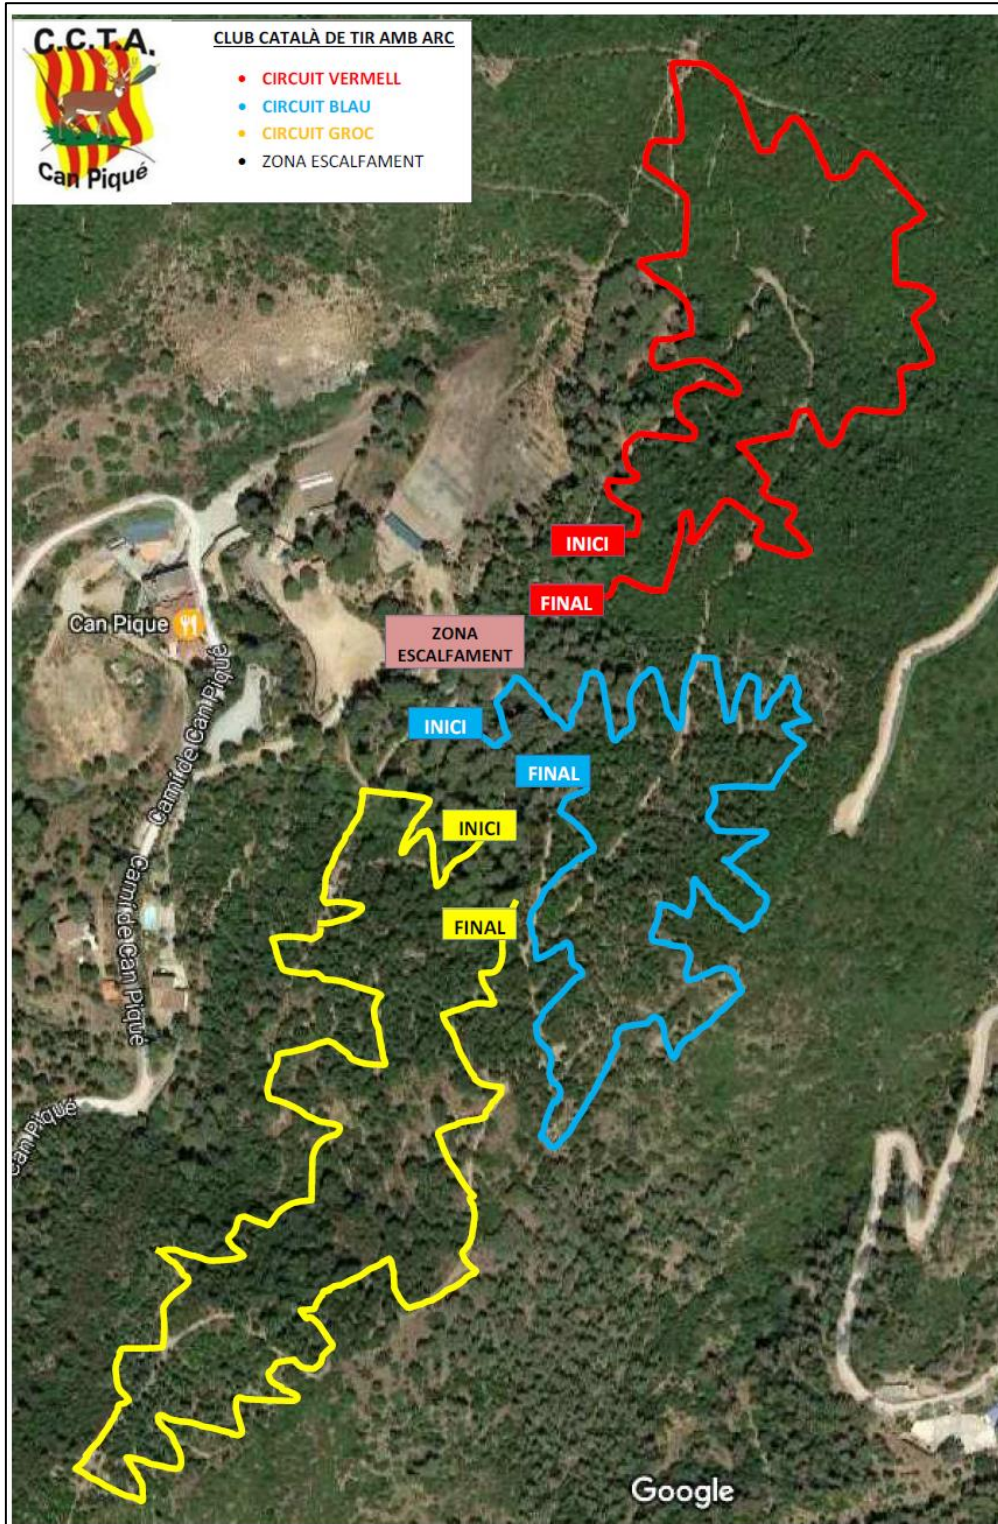 C.C.T.A.
Can Piqué
CLUB CATALÀ DE TIR AMB ARC
• CIRCUIT VERMELL
• CIRCUIT BLAU
• CIRCUIT GROC
• ZONA ESCALFAMENT
INICI
FINAL
Can Pique
ZONA
ESCALFAMENT
Camí de Can Piqué
INICI
FINAL
INICI
Camí de Can Piqué
FINAL
Can Piqué
Google